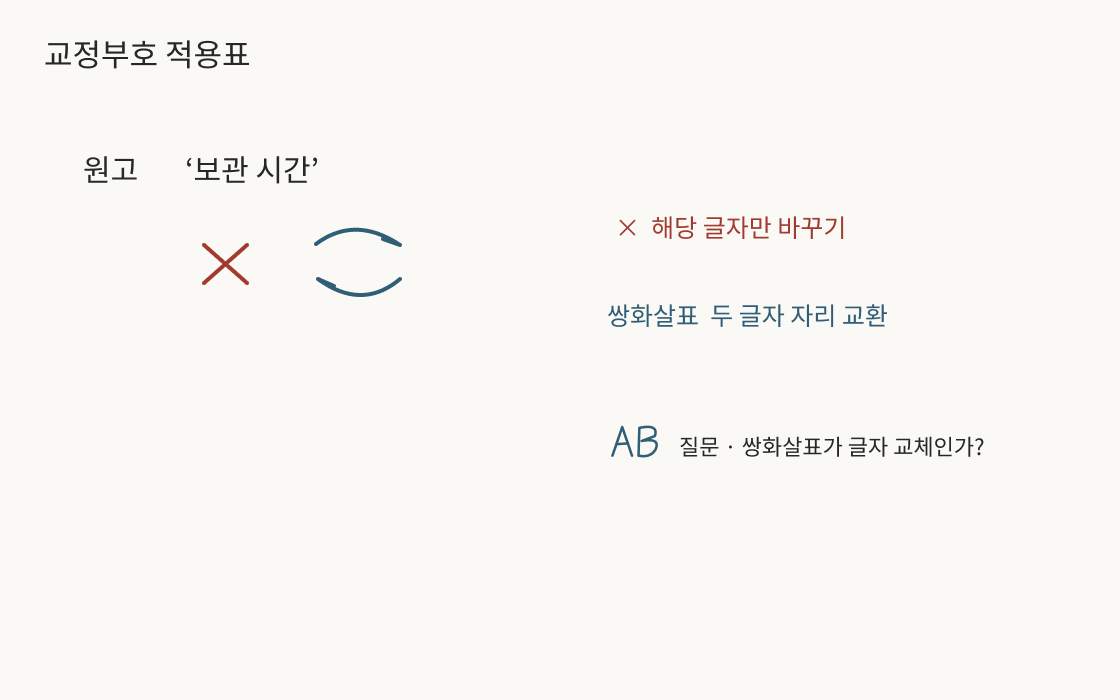 교정부호 적용표
원고 ‘보관 시간’
× 해당 글자만 바꾸기
쌍화살표 두 글자 자리 교환
AB 질문 · 쌍화살표가 글자 교체인가?